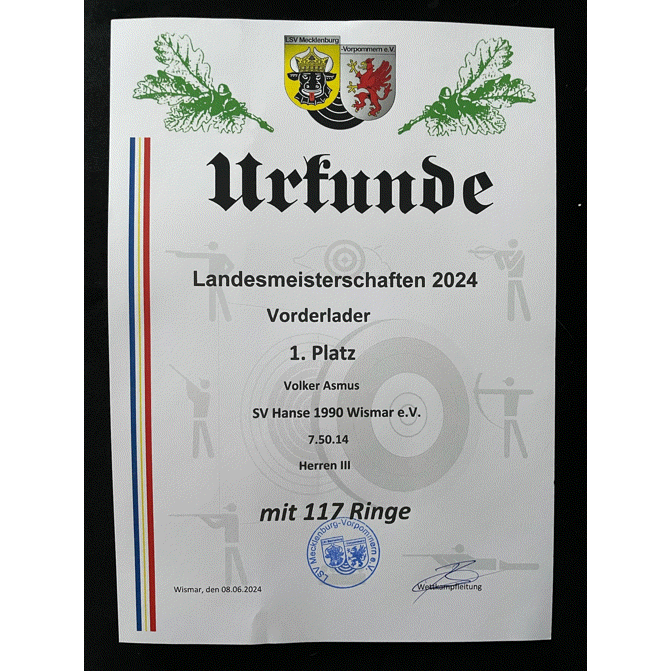 LSV Mecklenburg
-Vorpommern e.V.
Urkunde
Landesmeisterschaften 2024
Vorderlader
1. Platz
Volker Asmus
SV Hanse 1990 Wismar e.V.
7.50.14
Herren III
mit 117 Ringe
LSV Mecklenburg-Vorpommern e.V.
Wismar, den 08.06.2024
Wettkampfleitung